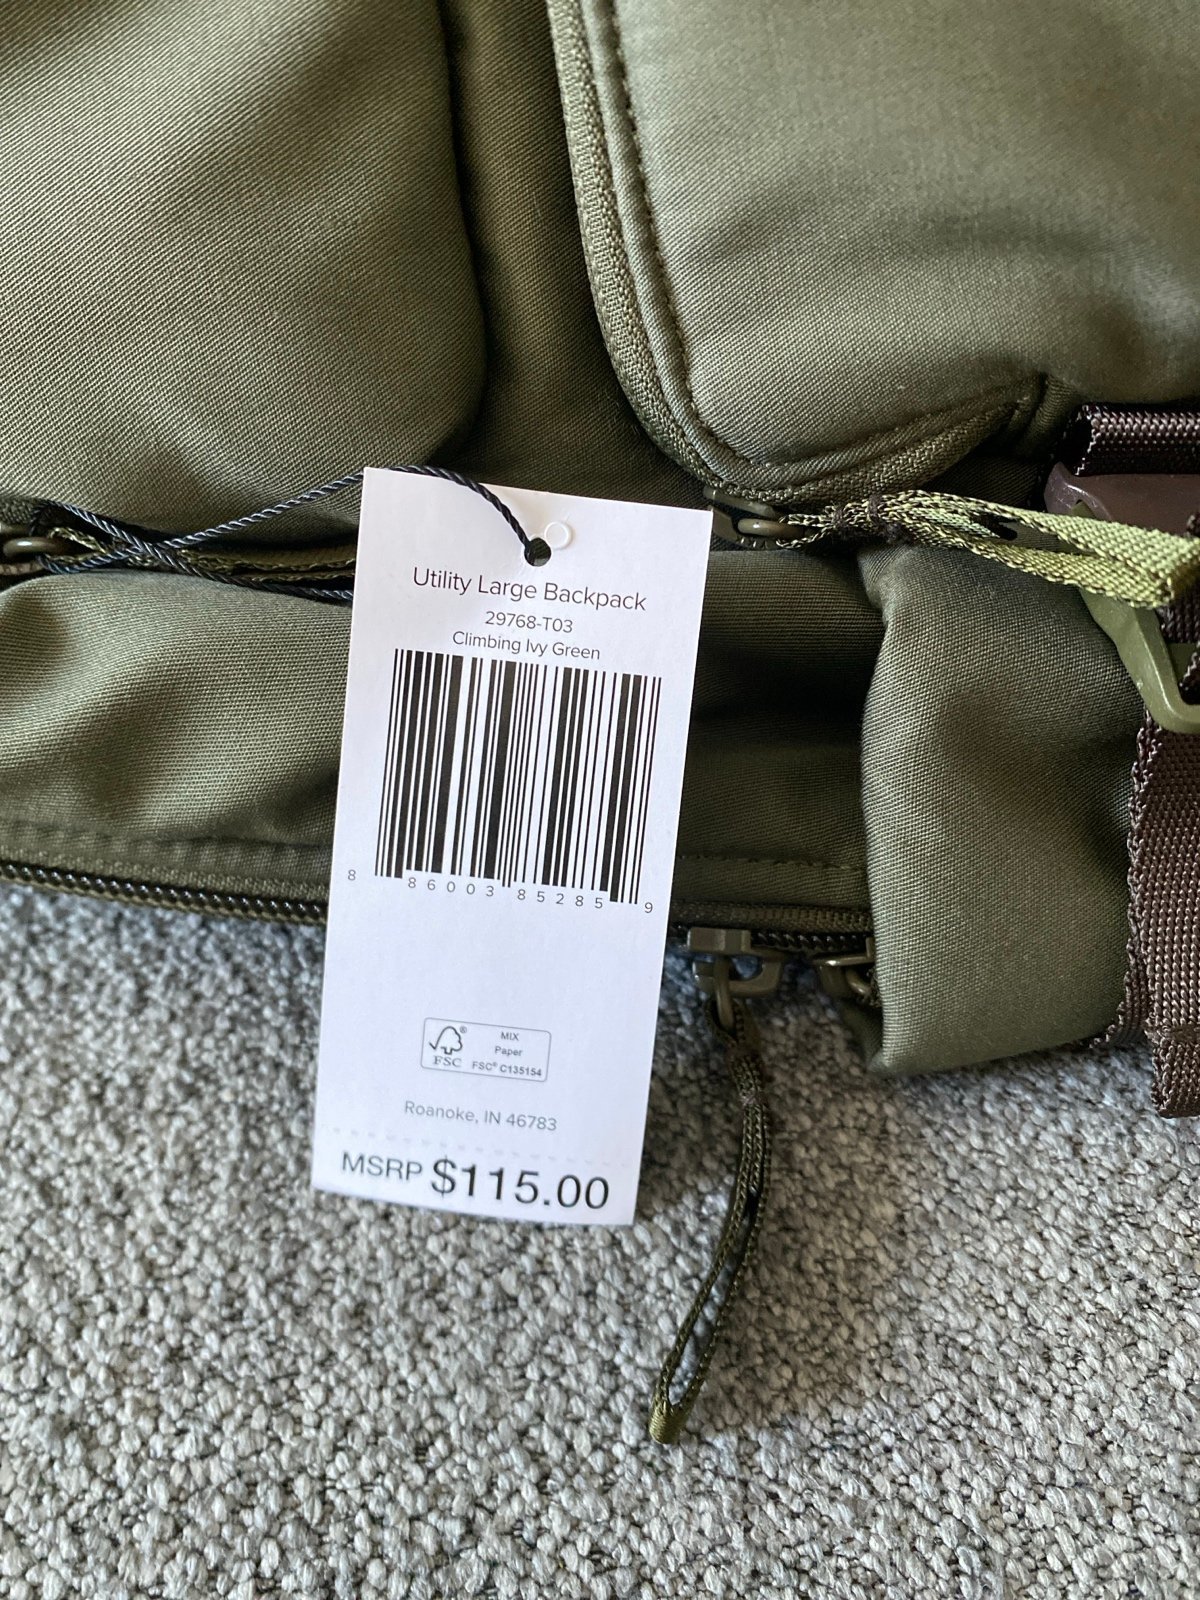 Utility Large Backpack
29768-T03
Climbing Ivy Green
8 86003 85285 9
MIX
Paper
FSC® C135154
®
FSC
Roanoke, IN 46783
MSRP $115.00